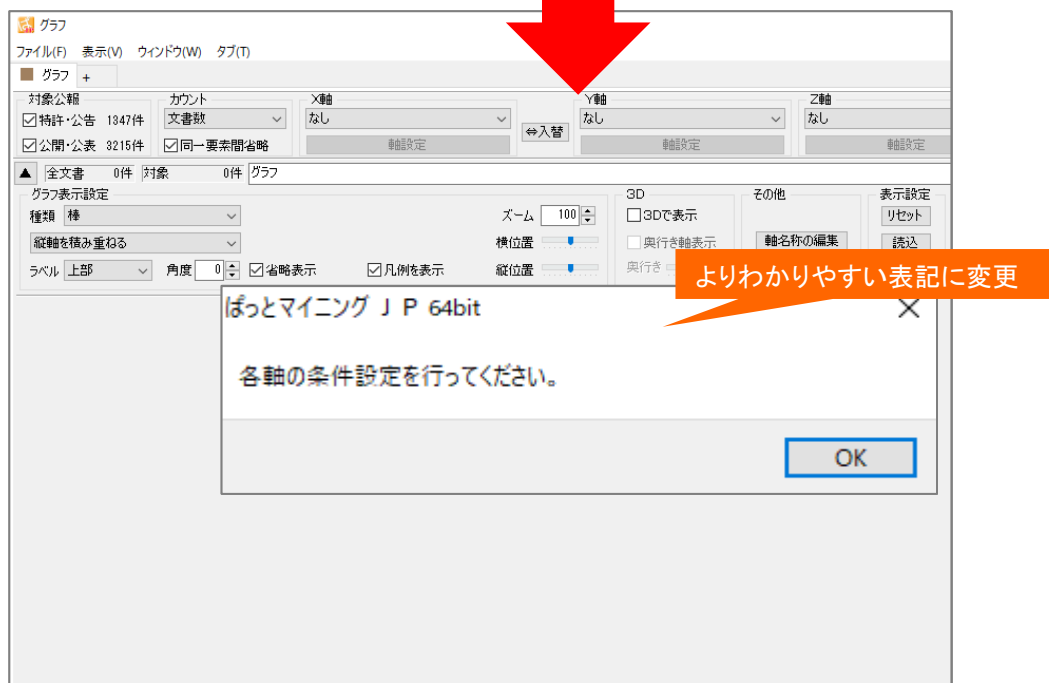 グラフ
ファイル(F) 表示(V) ウィンドウ(W) タブ(T)
グラフ +
対象公報 カウント X軸 Y軸 Z軸
特許・公告 1347件 文書数 なし ⇔入替 なし なし
公開・公表 3215件 同一要素間省略 軸設定 軸設定 軸設定
▲ 全文書 0件 対象 0件 グラフ
グラフ表示設定 3D その他 表示設定
種類 棒 ズーム 100 3Dで表示 リセット
縦軸を積み重ねる 横位置 奥行き軸表示 軸名称の編集 読込
ラベル 上部 角度 0 省略表示 凡例を表示 縦位置 奥行き
よりわかりやすい表記に変更
ぱっとマイニング J P 64bit
各軸の条件設定を行ってください。
OK